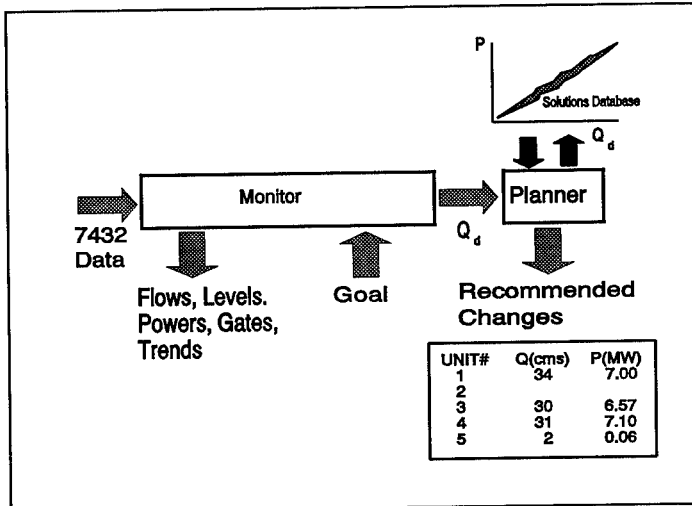 P
Solutions Database
Q d
Monitor
Planner
7432
Data
Q d
Flows, Levels.
Powers, Gates,
Trends
Goal
Recommended
Changes
UNIT# Q(cms) P(MW)
1 34 7.00
2
3 30 6.57
4 31 7.10
5 2 0.06